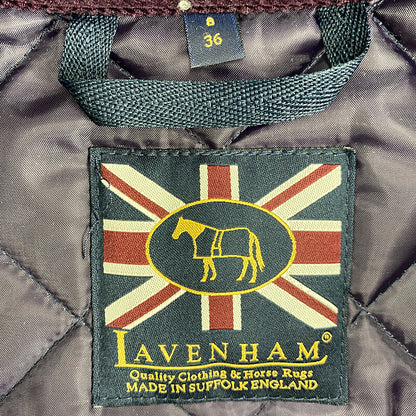 8
36
LAVENHAM®
Quality Clothing & Horse Rugs
MADE IN SUFFOLK ENGLAND